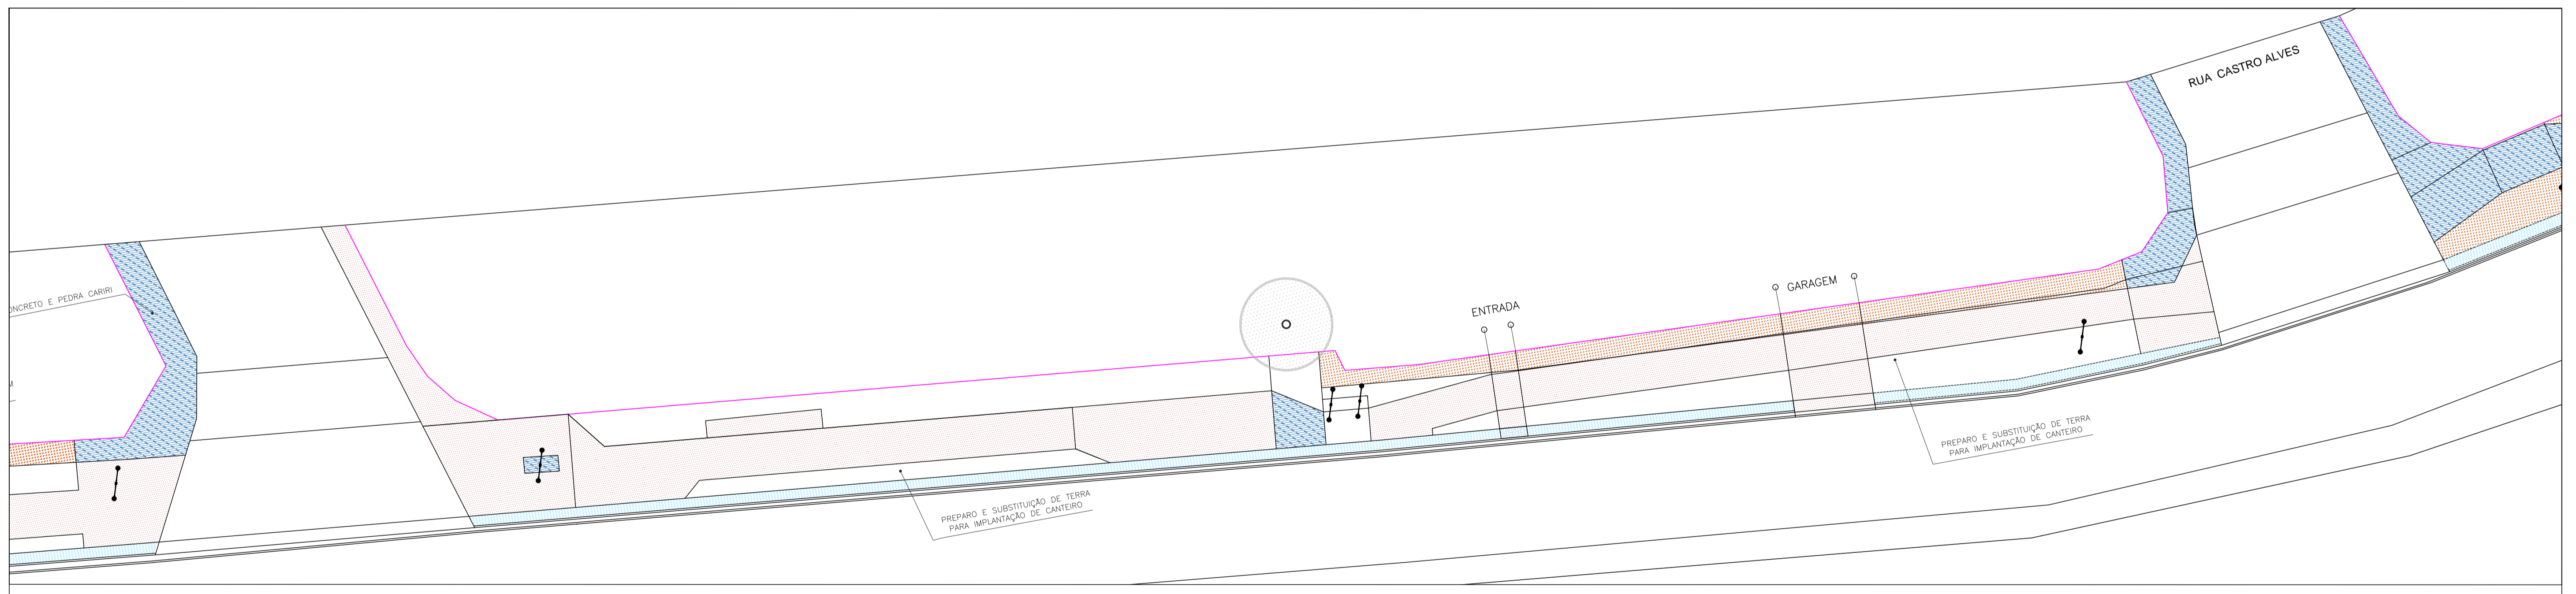 RUA CASTRO ALVES
ONCRETO E PEDRA CARIRI
GARAGEM
ENTRADA
PREPARO E SUBSTITUIÇÃO DE TERRA
PARA IMPLANTAÇÃO DE CANTEIRO
PREPARO E SUBSTITUIÇÃO DE TERRA
PARA IMPLANTAÇÃO DE CANTEIRO